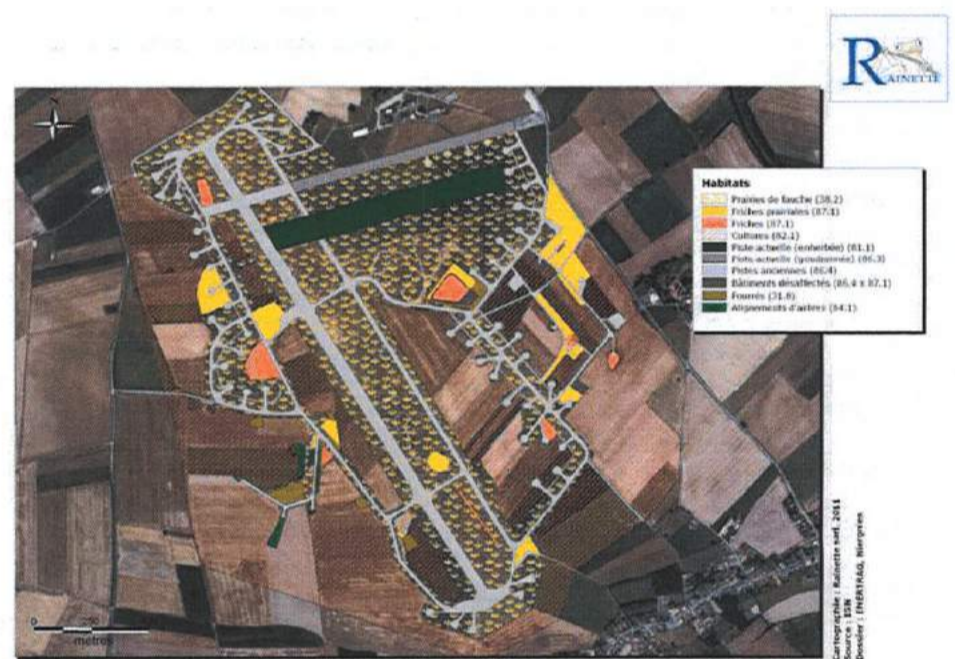 RAINETTE
N
Habitats
Prairies de fauche (38.2)
Friches prairiales (87.1)
Friches (87.1)
Cultures (82.1)
Piste actuelle (enherbée) (81.1)
Piste actuelle (goudronnée) (86.3)
Pistes anciennes (86.4)
Bâtiments désaffectés (86.4 x 87.1)
Fourrés (31.8)
Alignements d'arbres (84.1)
0 250
mètres
Cartographie : Rainette sarl, 2011
Source : IGN
Dossier : ENERTRAG, Niergnies